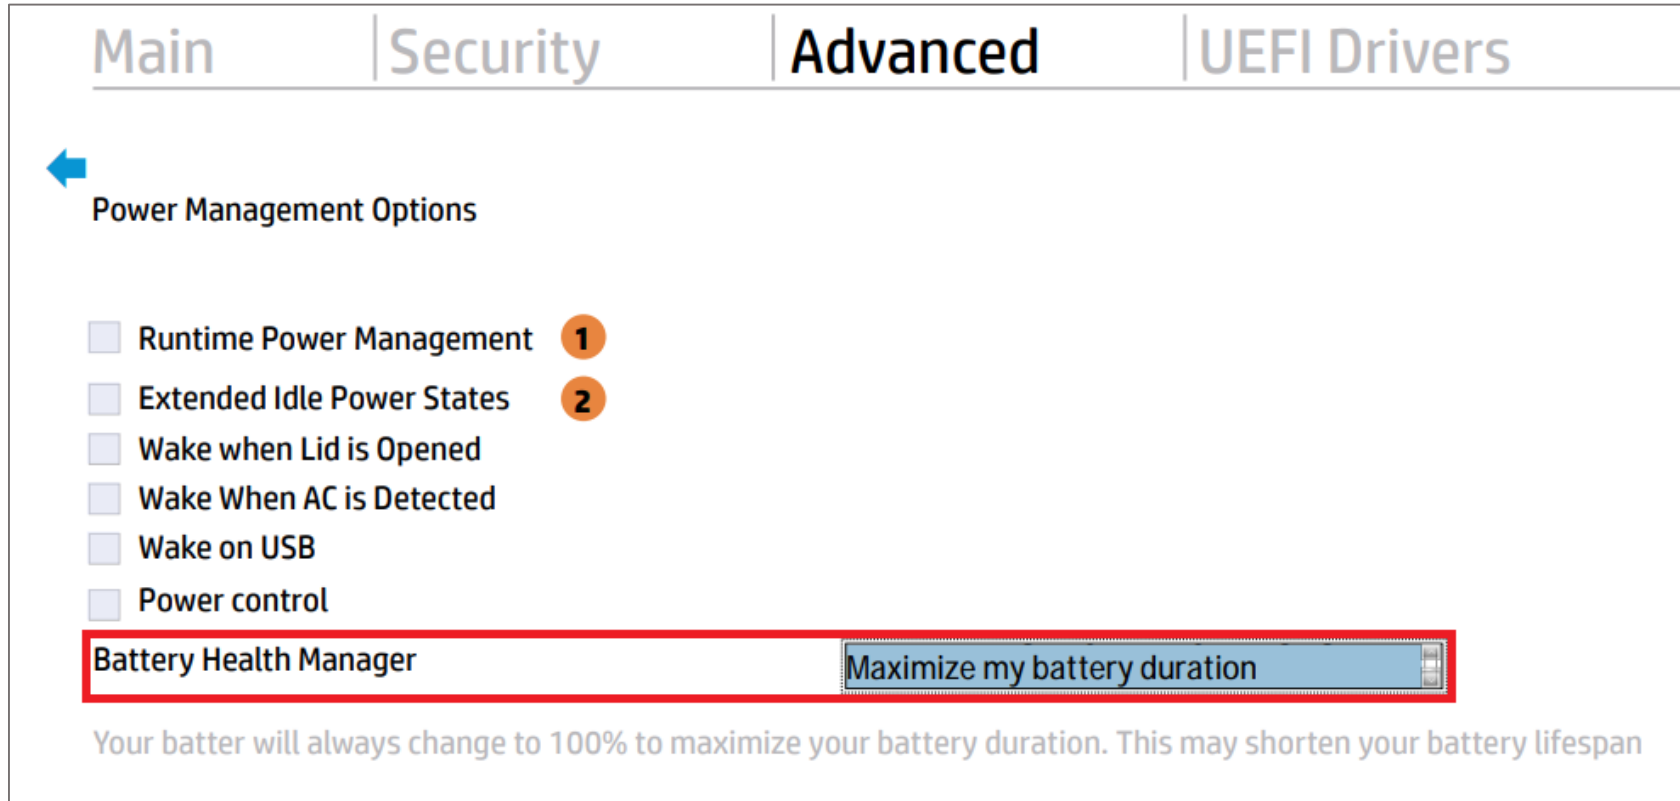 Main Security Advanced UEFI Drivers
Power Management Options
Runtime Power Management 1
Extended Idle Power States 2
Wake when Lid is Opened
Wake When AC is Detected
Wake on USB
Power control
Battery Health Manager Maximize my battery duration
Your batter will always change to 100% to maximize your battery duration. This may shorten your battery lifespan